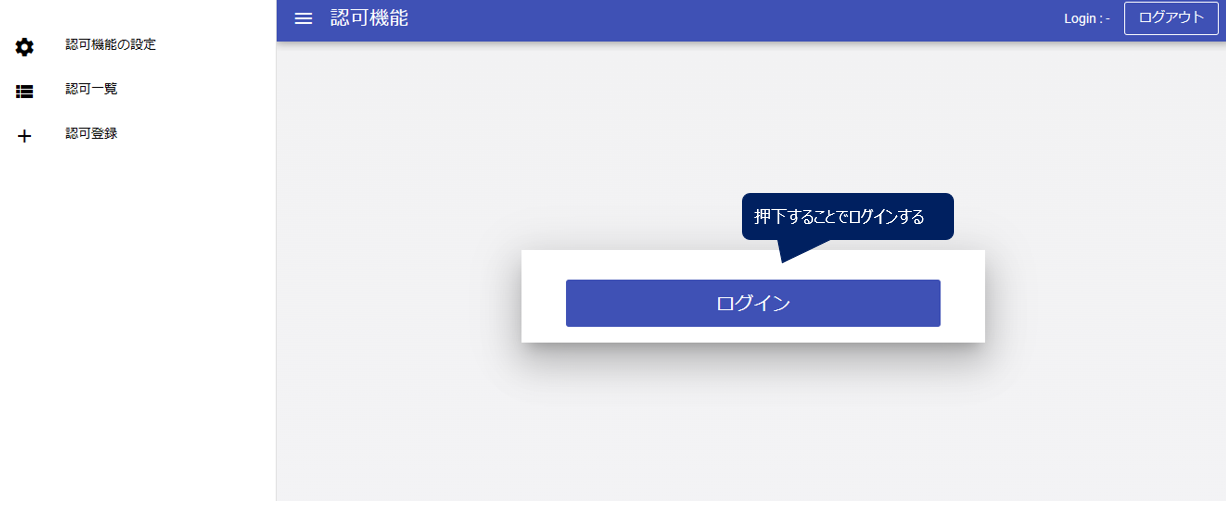 認可機能
Login : -
ログアウト
認可機能の設定
認可一覧
認可登録
押下することでログインする
ログイン